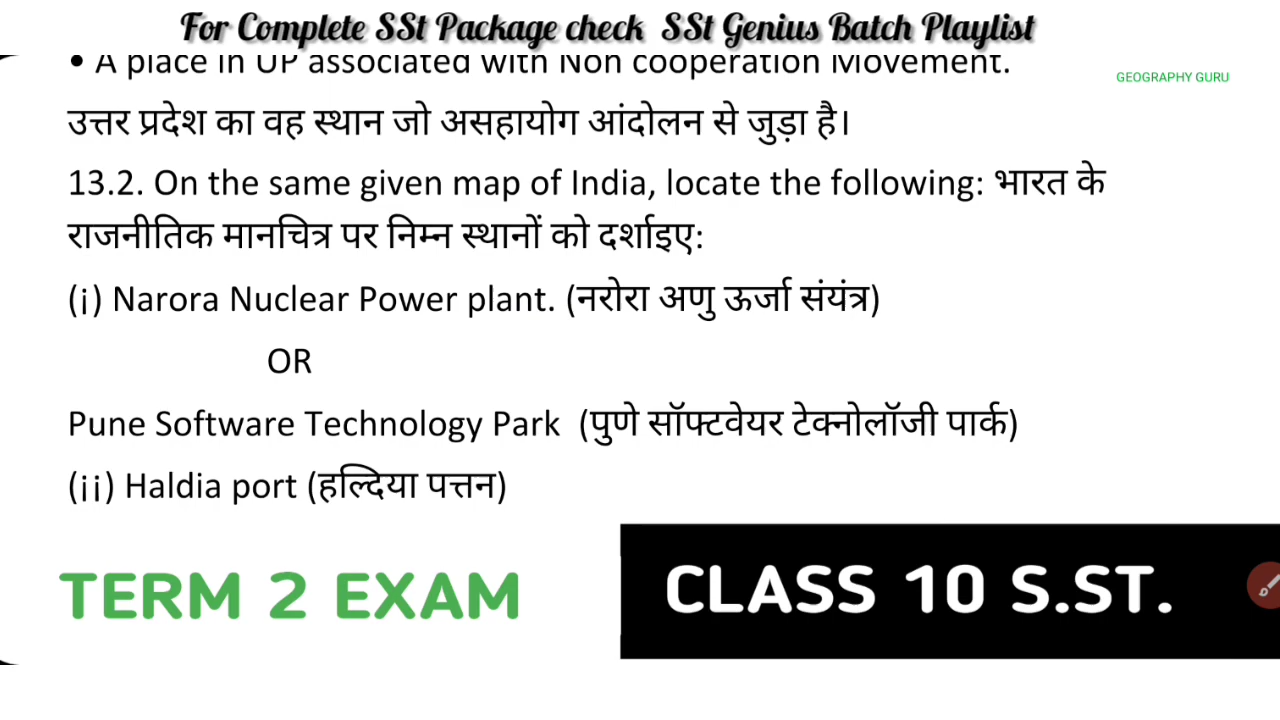 For Complete SSt Package check SSt Genius Batch Playlist
• A place in UP associated with Non cooperation Movement.
GEOGRAPHY GURU
उत्तर प्रदेश का वह स्थान जो असहायोग आंदोलन से जुड़ा है।
13.2. On the same given map of India, locate the following: भारत के
राजनीतिक मानचित्र पर निम्न स्थानों को दर्शाइए:
(i) Narora Nuclear Power plant. (नरोरा अणु ऊर्जा संयंत्र)
OR
Pune Software Technology Park (पुणे सॉफ्टवेयर टेक्नोलॉजी पार्क)
(ii) Haldia port (हल्दिया पत्तन)
TERM 2 EXAM
CLASS 10 S.ST.